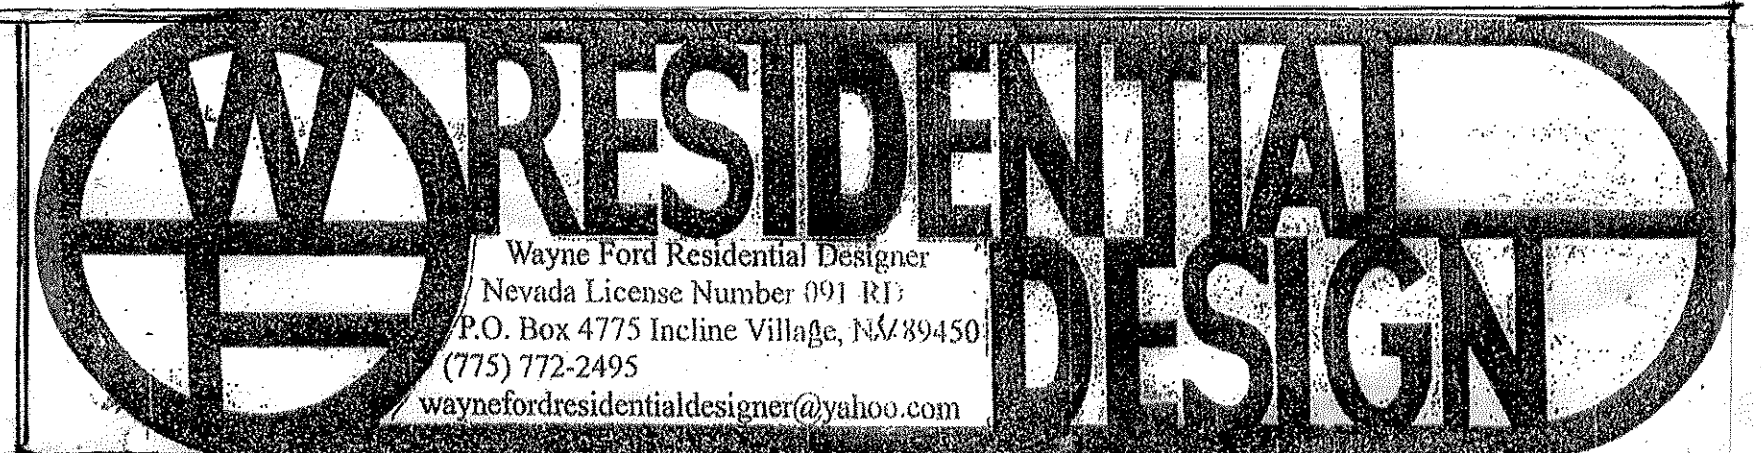 WF
RESIDENTIAL
DESIGN
Wayne Ford Residential Designer
Nevada License Number 091 RD
P.O. Box 4775 Incline Village, NV 89450
(775) 772-2495
waynefordresidentialdesigner@yahoo.com